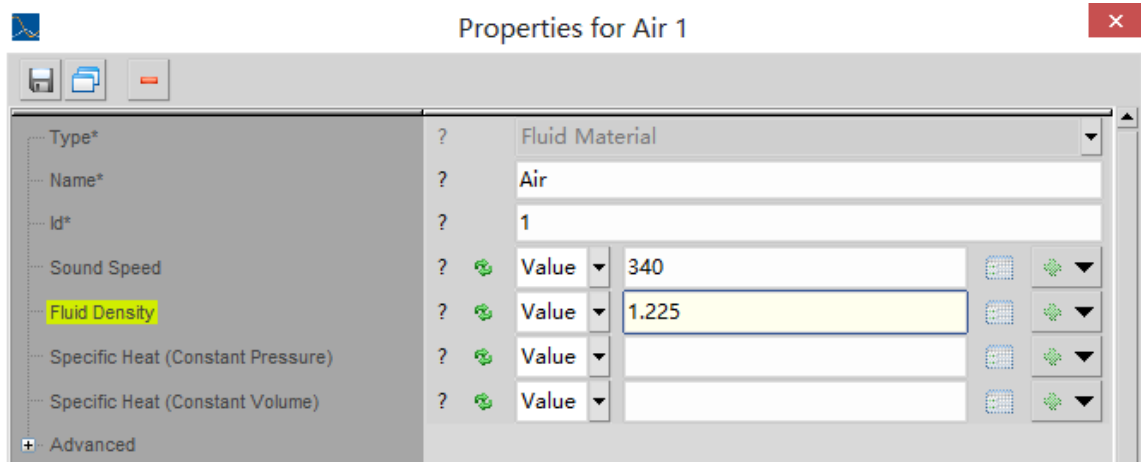 Properties for Air 1
Type* ? Fluid Material
Name* ? Air
Id* ? 1
Sound Speed ? Value 340
Fluid Density ? Value 1.225
Specific Heat (Constant Pressure) ? Value
Specific Heat (Constant Volume) ? Value
Advanced